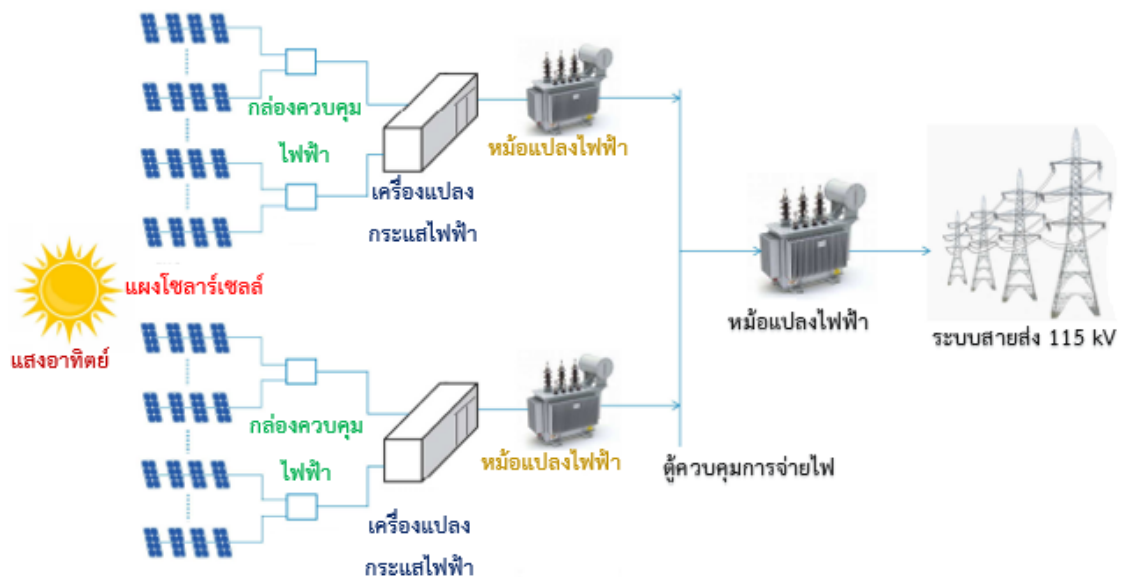 กล่องควบคุม
ไฟฟ้า
หม้อแปลงไฟฟ้า
เครื่องแปลง
กระแสไฟฟ้า
แผงโซลาร์เซลล์
แสงอาทิตย์
หม้อแปลงไฟฟ้า
ระบบสายส่ง 115 kV
กล่องควบคุม
ไฟฟ้า
หม้อแปลงไฟฟ้า
ตู้ควบคุมการจ่ายไฟ
เครื่องแปลง
กระแสไฟฟ้า